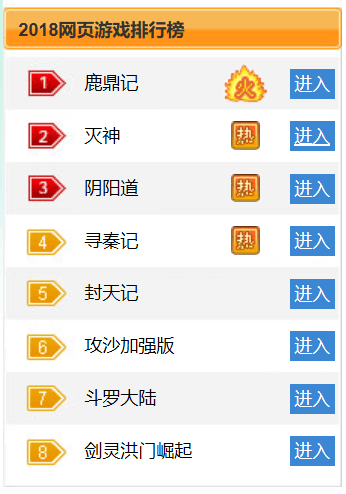 2018网页游戏排行榜
1 鹿鼎记 火 进入
2 灭神 热 进入
3 阴阳道 热 进入
4 寻秦记 热 进入
5 封天记 进入
6 攻沙加强版 进入
7 斗罗大陆 进入
8 剑灵洪门崛起 进入